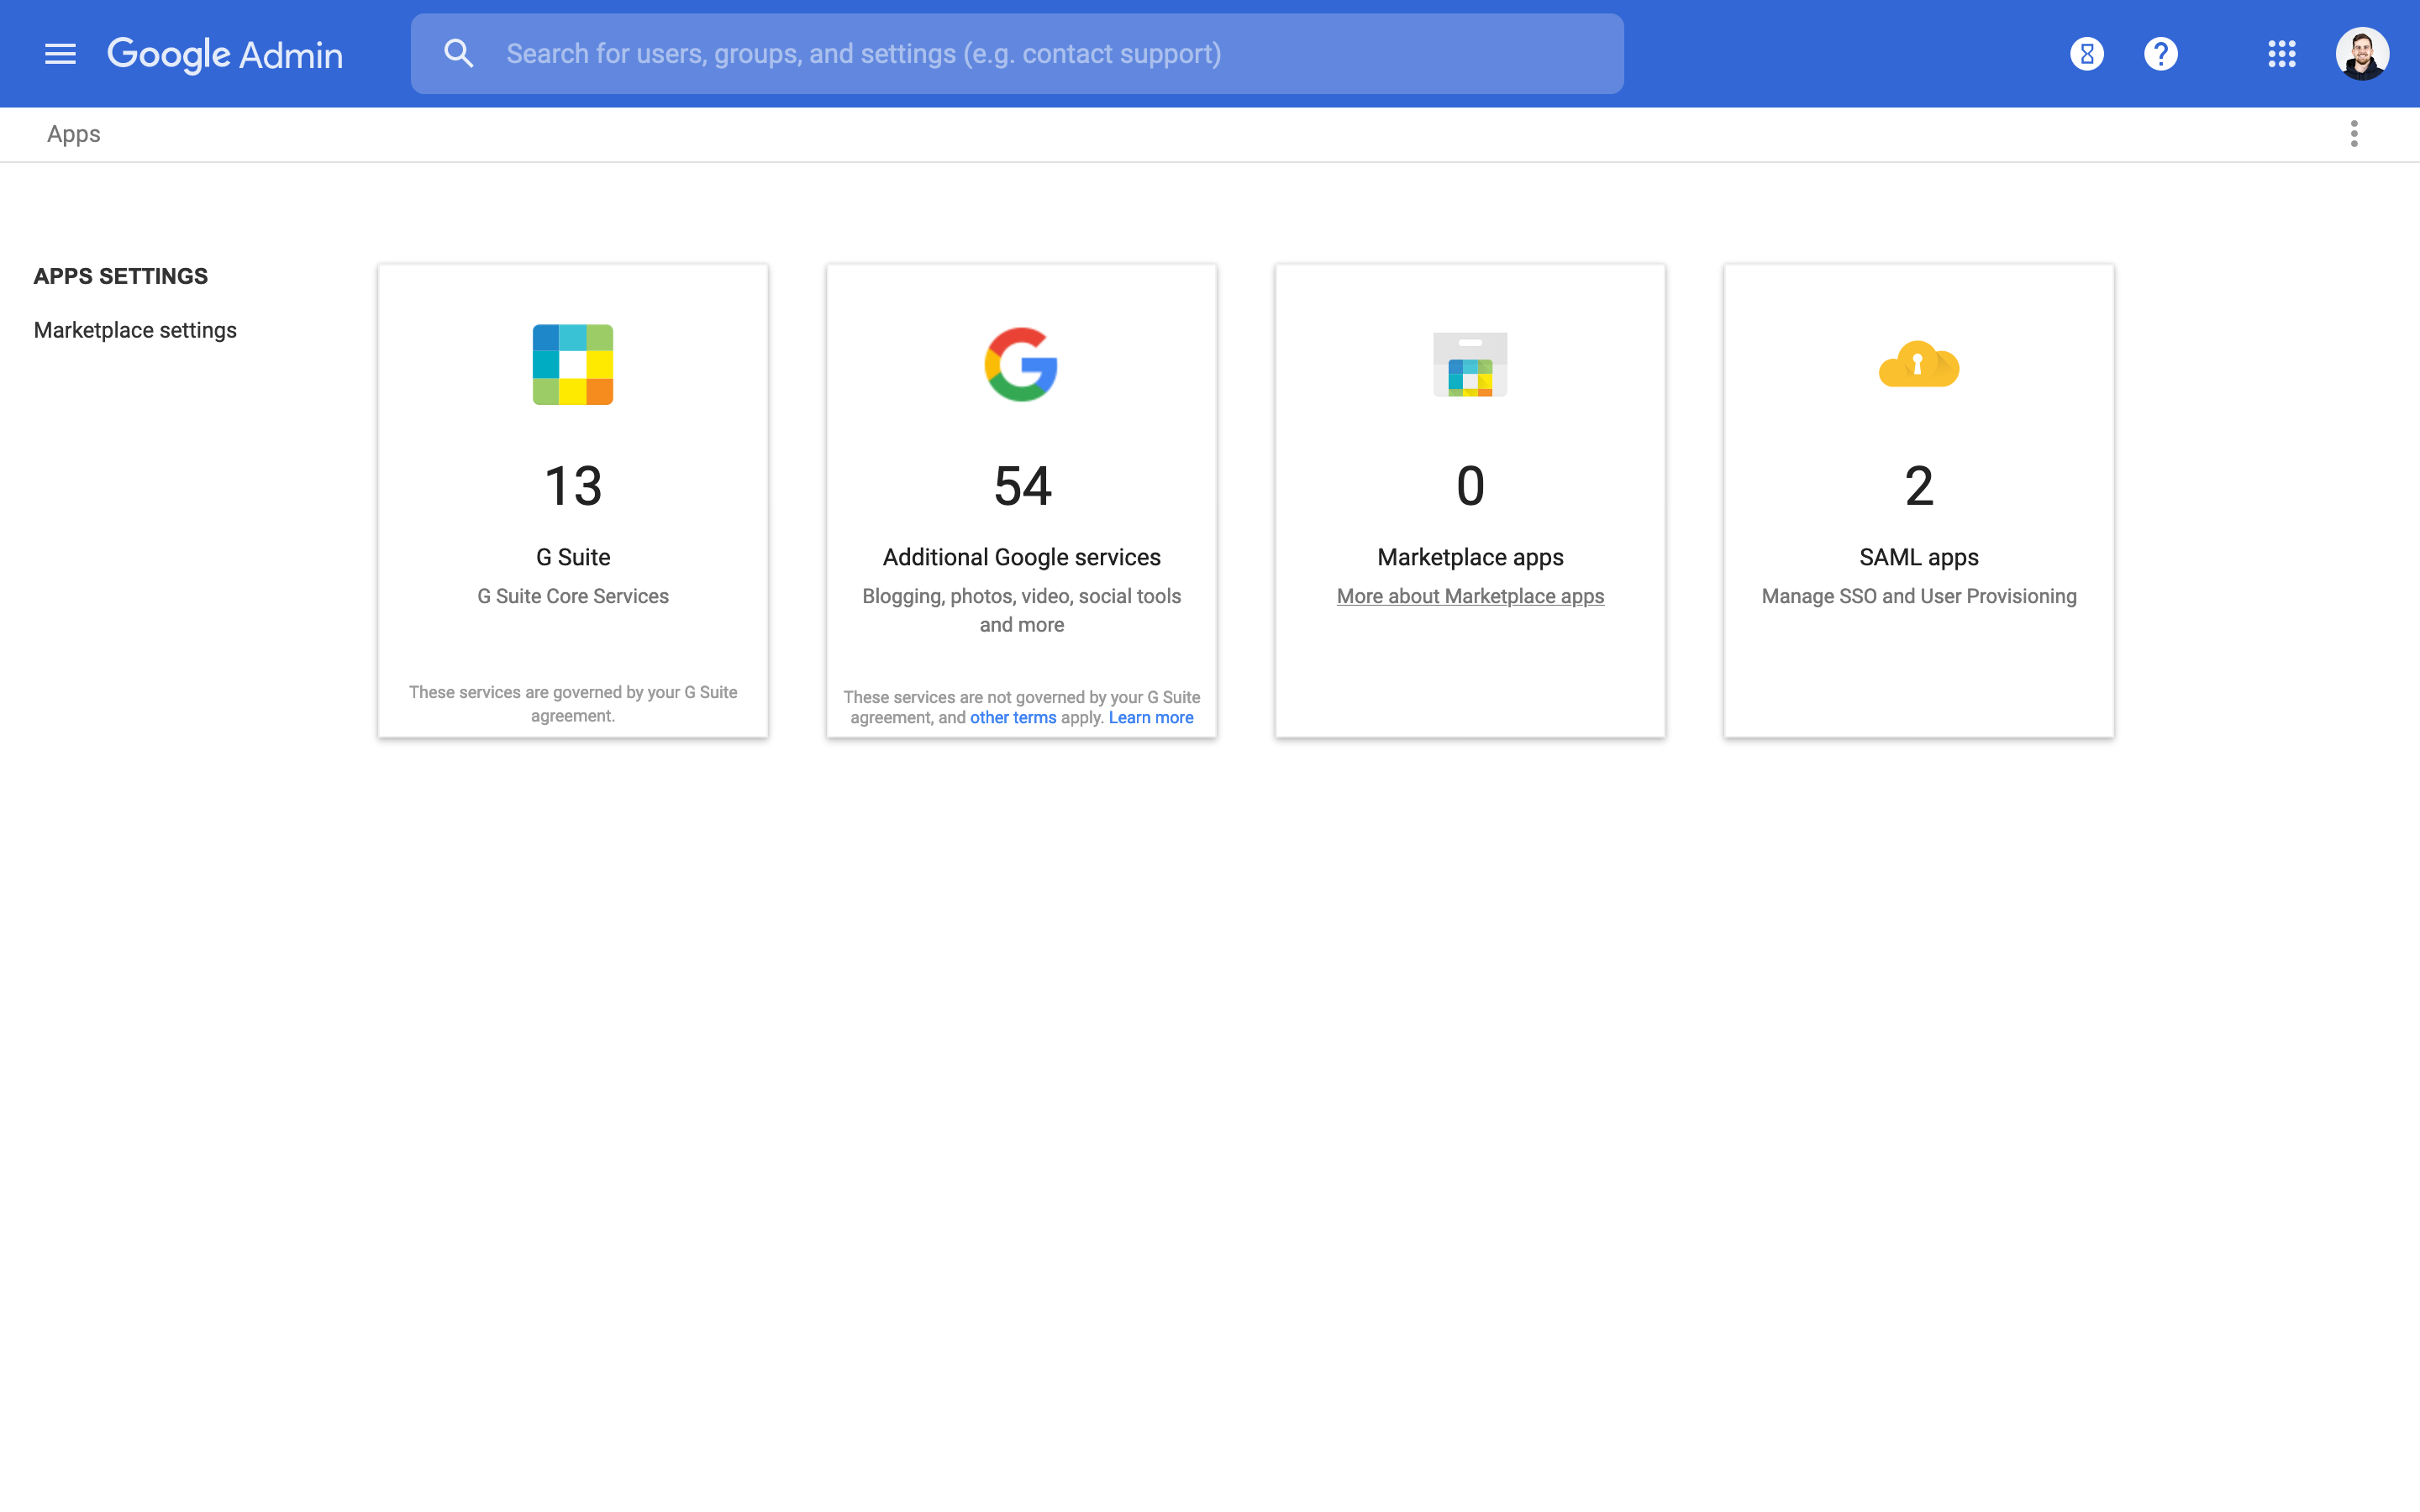 Google Admin
Search for users, groups, and settings (e.g. contact support)
Apps
APPS SETTINGS
Marketplace settings
13
G Suite
G Suite Core Services
These services are governed by your G Suite
agreement.
54
Additional Google services
Blogging, photos, video, social tools
and more
These services are not governed by your G Suite
agreement, and other terms apply. Learn more
0
Marketplace apps
More about Marketplace apps
2
SAML apps
Manage SSO and User Provisioning